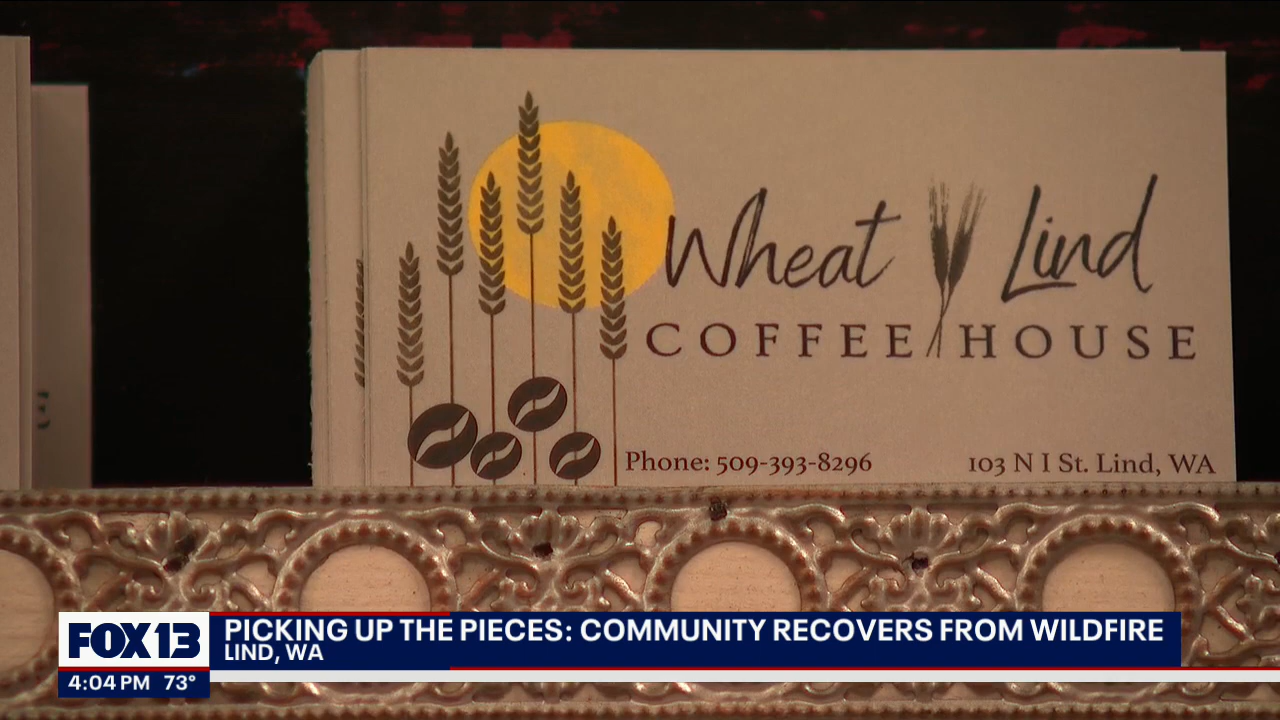 Wheat Lind
COFFEE HOUSE
Phone: 509-393-8296 103 N I St. Lind, WA
FOX 13
PICKING UP THE PIECES: COMMUNITY RECOVERS FROM WILDFIRE
LIND, WA
4:04 PM 73°